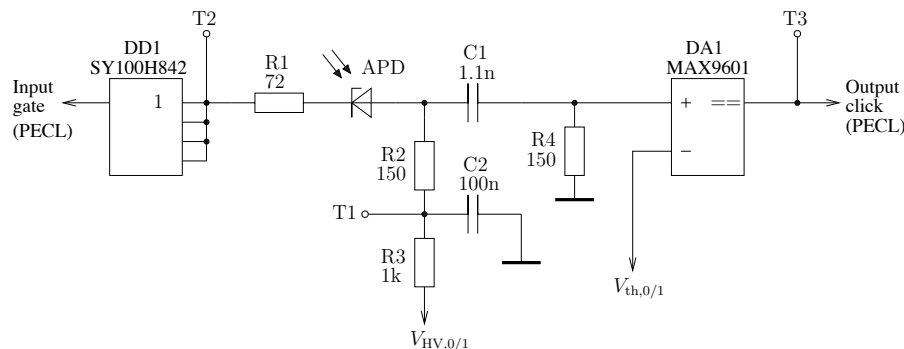 T2
T3
DD1
SY100H842
R1
72
APD
C1
1.1n
DA1
MAX9601
Input
gate
(PECL)
1
+
==
−
Output
click
(PECL)
R2
150
C2
100n
R4
150
T1
R3
1k
V_th,0/1
V_HV,0/1